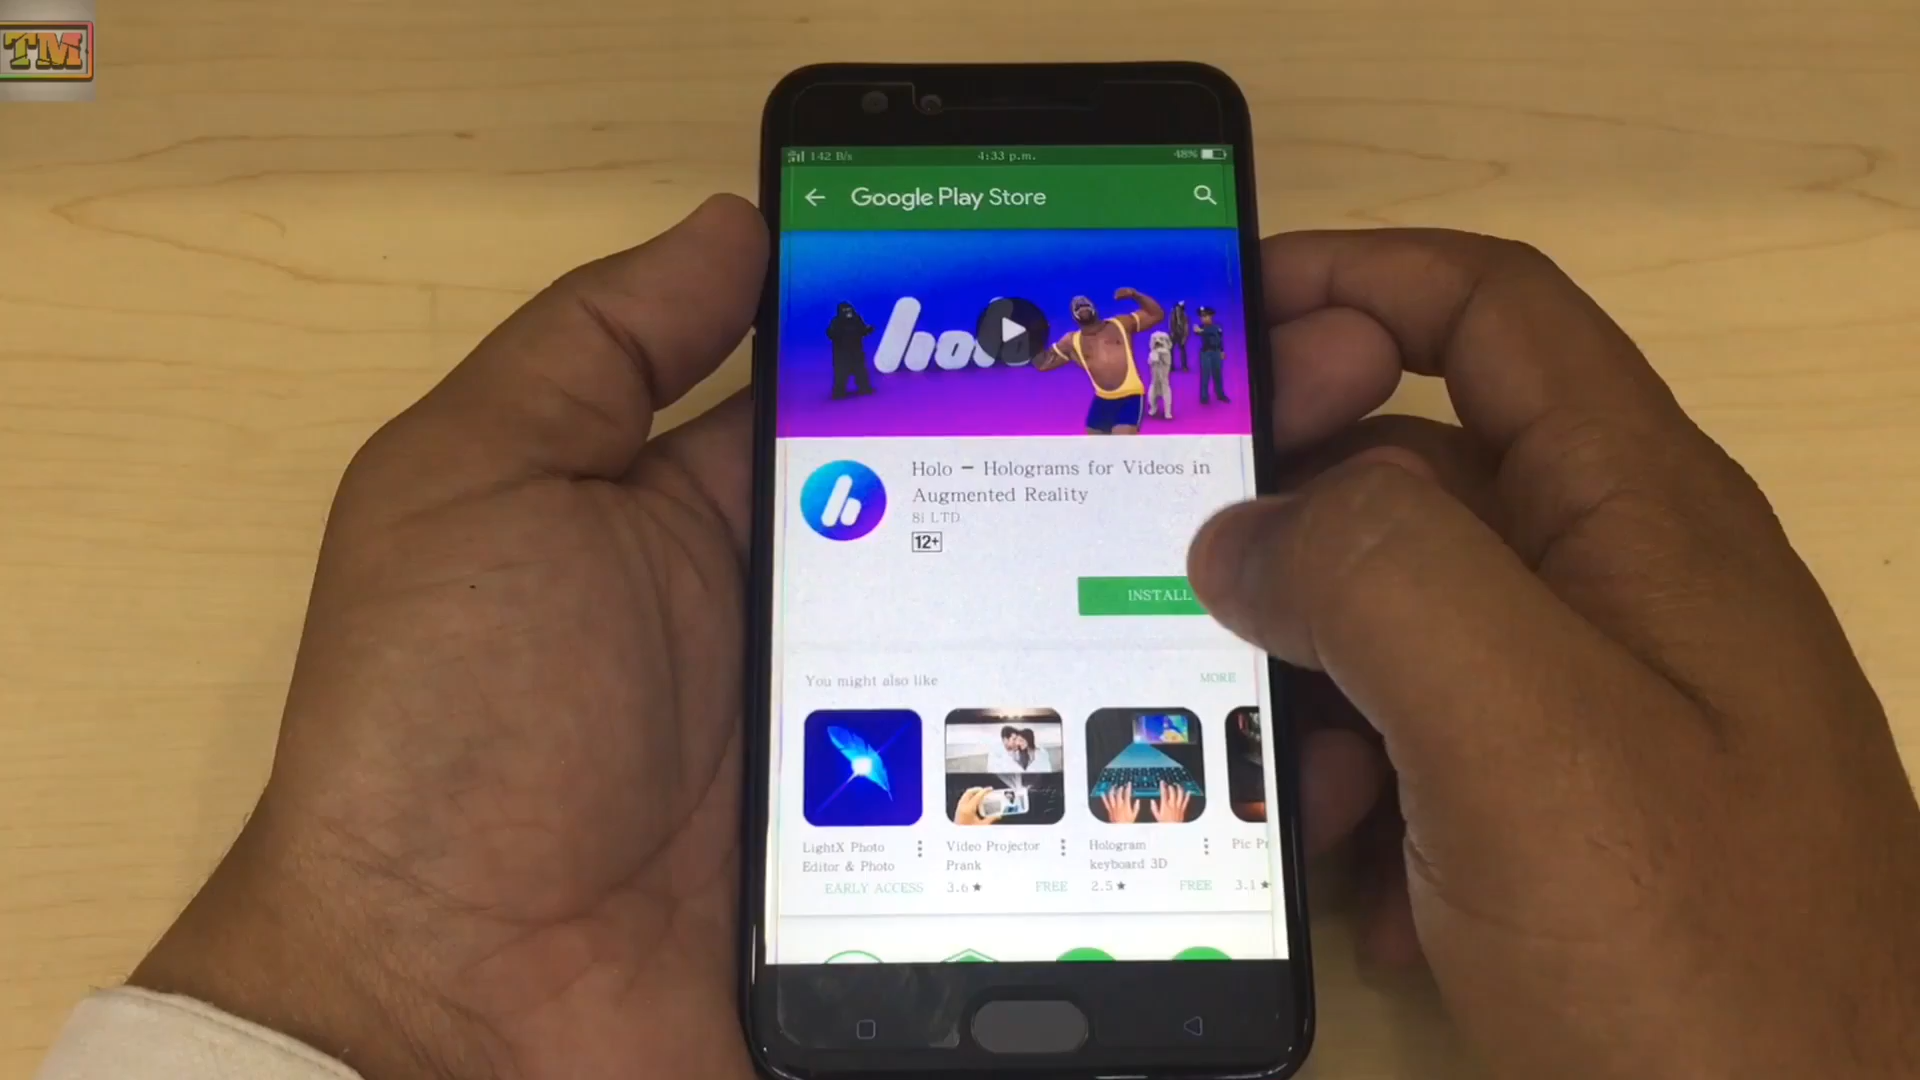 TM
142 B/s
4:33 p.m.
48%
Google Play Store
holo
Holo - Holograms for Videos in
Augmented Reality
8i LTD
12+
INSTALL
You might also like
MORE
LightX Photo
Editor & Photo
EARLY ACCESS
Video Projector
Prank
3.6★ FREE
Hologram
keyboard 3D
2.5★ FREE
Pic
3.1★